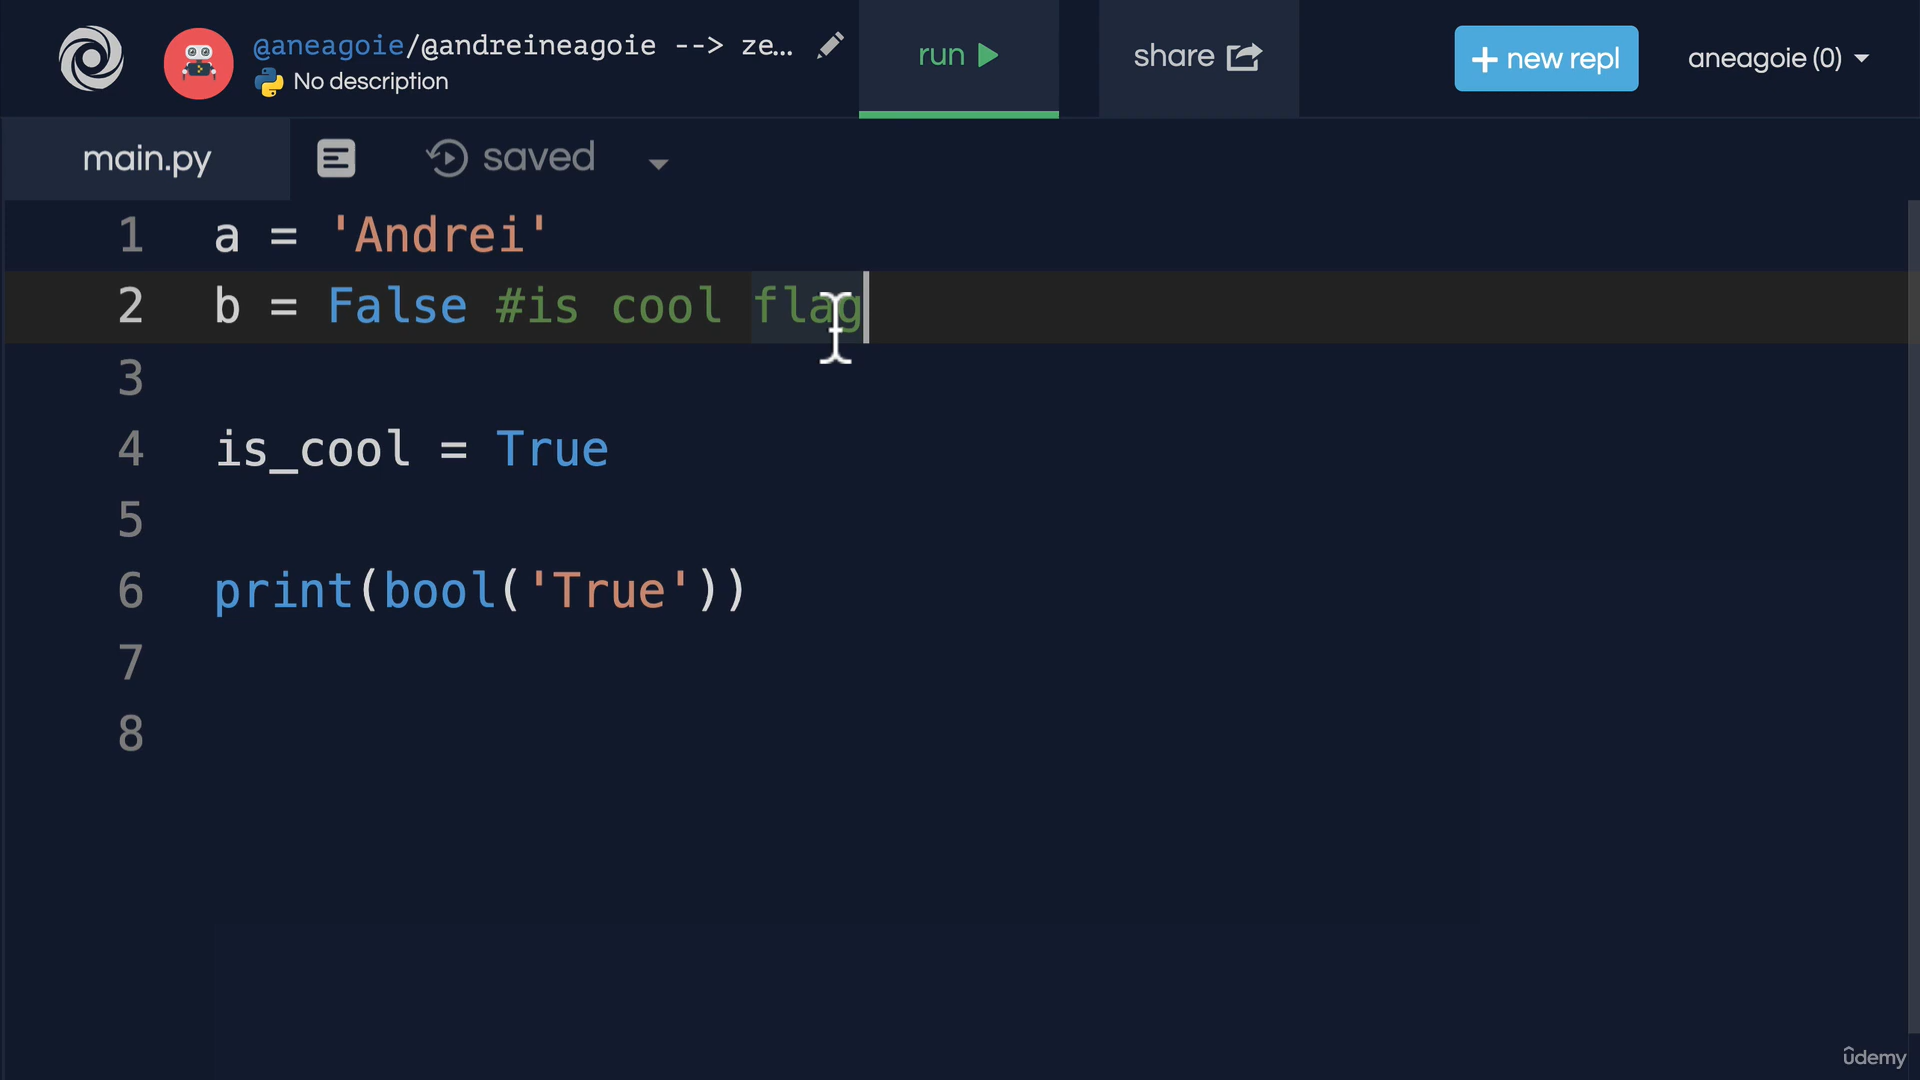 @aneagoie/@andreineagoie --> ze...
No description
run
share
+ new repl
aneagoie (0)
main.py
saved
1 a = 'Andrei'
2 b = False #is cool flag
3
4 is_cool = True
5
6 print(bool('True'))
7
8
ûdemy